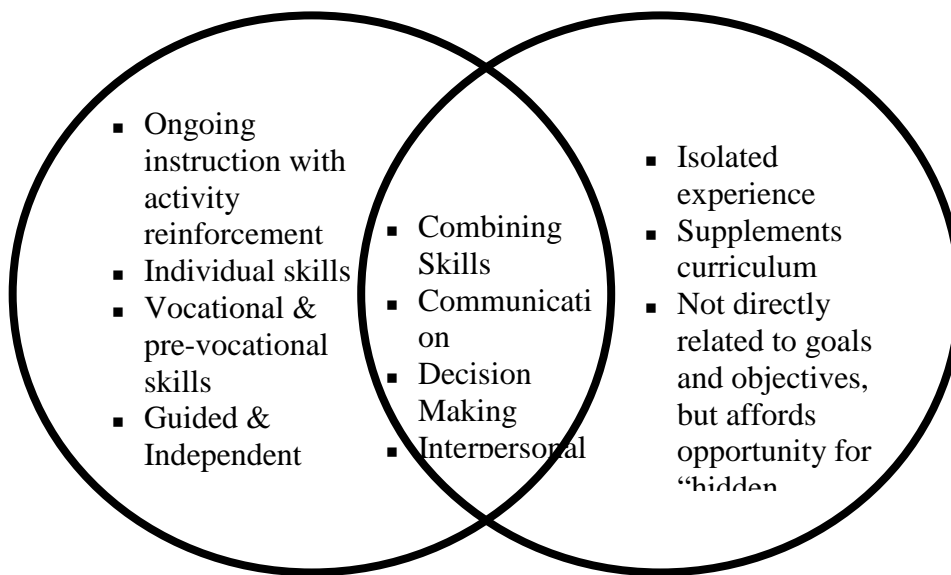 ▪ Ongoing
instruction with
activity
reinforcement
▪ Individual skills
▪ Vocational &
pre-vocational
skills
▪ Guided &
Independent
▪ Combining
Skills
▪ Communicati
on
▪ Decision
Making
▪ Interpersonal
▪ Isolated
experience
▪ Supplements
curriculum
▪ Not directly
related to goals
and objectives,
but affords
opportunity for
“hidden